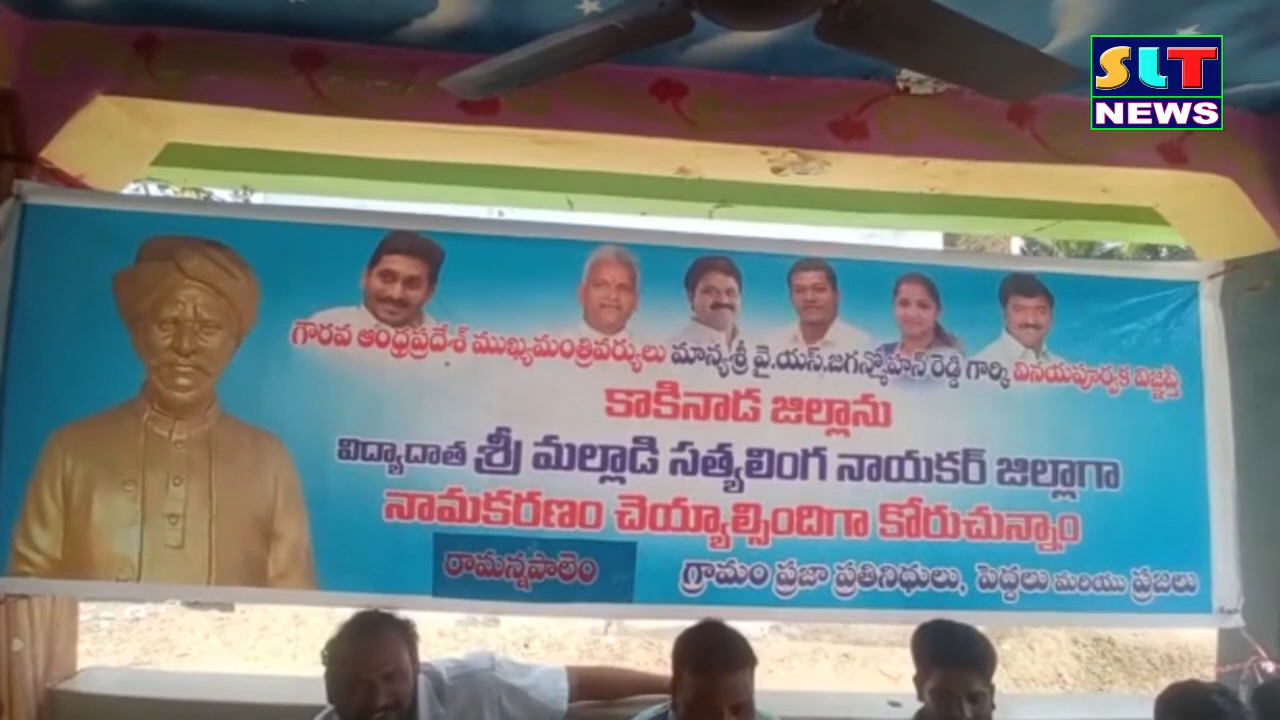 SLT
NEWS
గౌరవ ఆంధ్రప్రదేశ్ ముఖ్యమంత్రివర్యులు మాన్యశ్రీ వై.యస్.జగన్మోహన్ రెడ్డి గార్కి వినయపూర్వక విజ్ఞప్తి
కాకినాడ జిల్లాను
విద్యాదాత శ్రీ మల్లాడి సత్యలింగ నాయకర్ జిల్లాగా
నామకరణం చెయ్యాల్సిందిగా కోరుచున్నాం
రామన్నపాలెం గ్రామం ప్రజా ప్రతినిధులు, పెద్దలు మరియు ప్రజలు